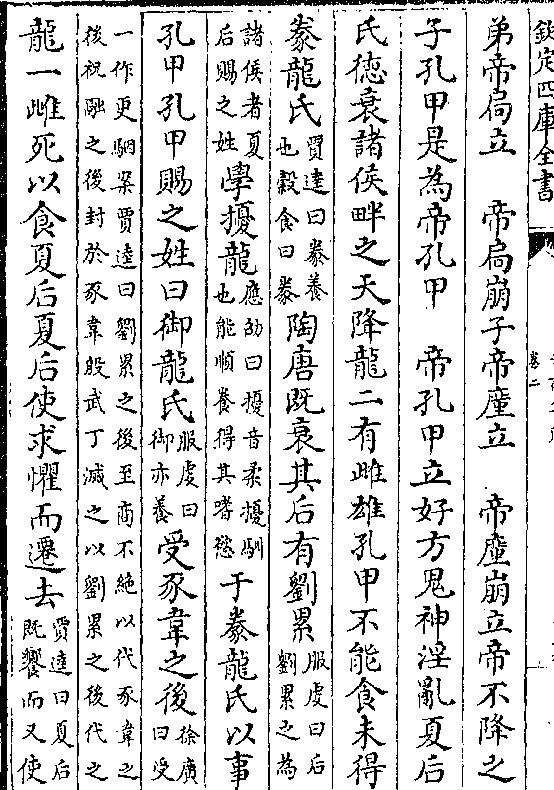 欽定四庫全書
卷二
弟帝扃立　帝扃崩子帝廑立　帝廑崩立帝不降之
子孔甲是為帝孔甲　帝孔甲立好方鬼神淫亂夏后
氏徳衰諸侯畔之天降龍二有雌雄孔甲不能食未得
豢龍氏賈逵曰豢養也穀食曰豢陶唐既衰其后有劉累服虔曰后劉累之為
諸侯者夏后賜之姓學擾龍應劭曰擾音柔擾馴也能順養得其嗜慾于豢龍氏以事
孔甲孔甲賜之姓曰御龍氏服虔曰御亦養受豕韋之後徐廣曰受
一作更駰案賈逵曰劉累之後至商不絶以代豕韋之
後祝融之後封於豕韋殷武丁滅之以劉累之後代之
龍一雌死以食夏后夏后使求懼而遷去賈逵曰夏后既饗而又使